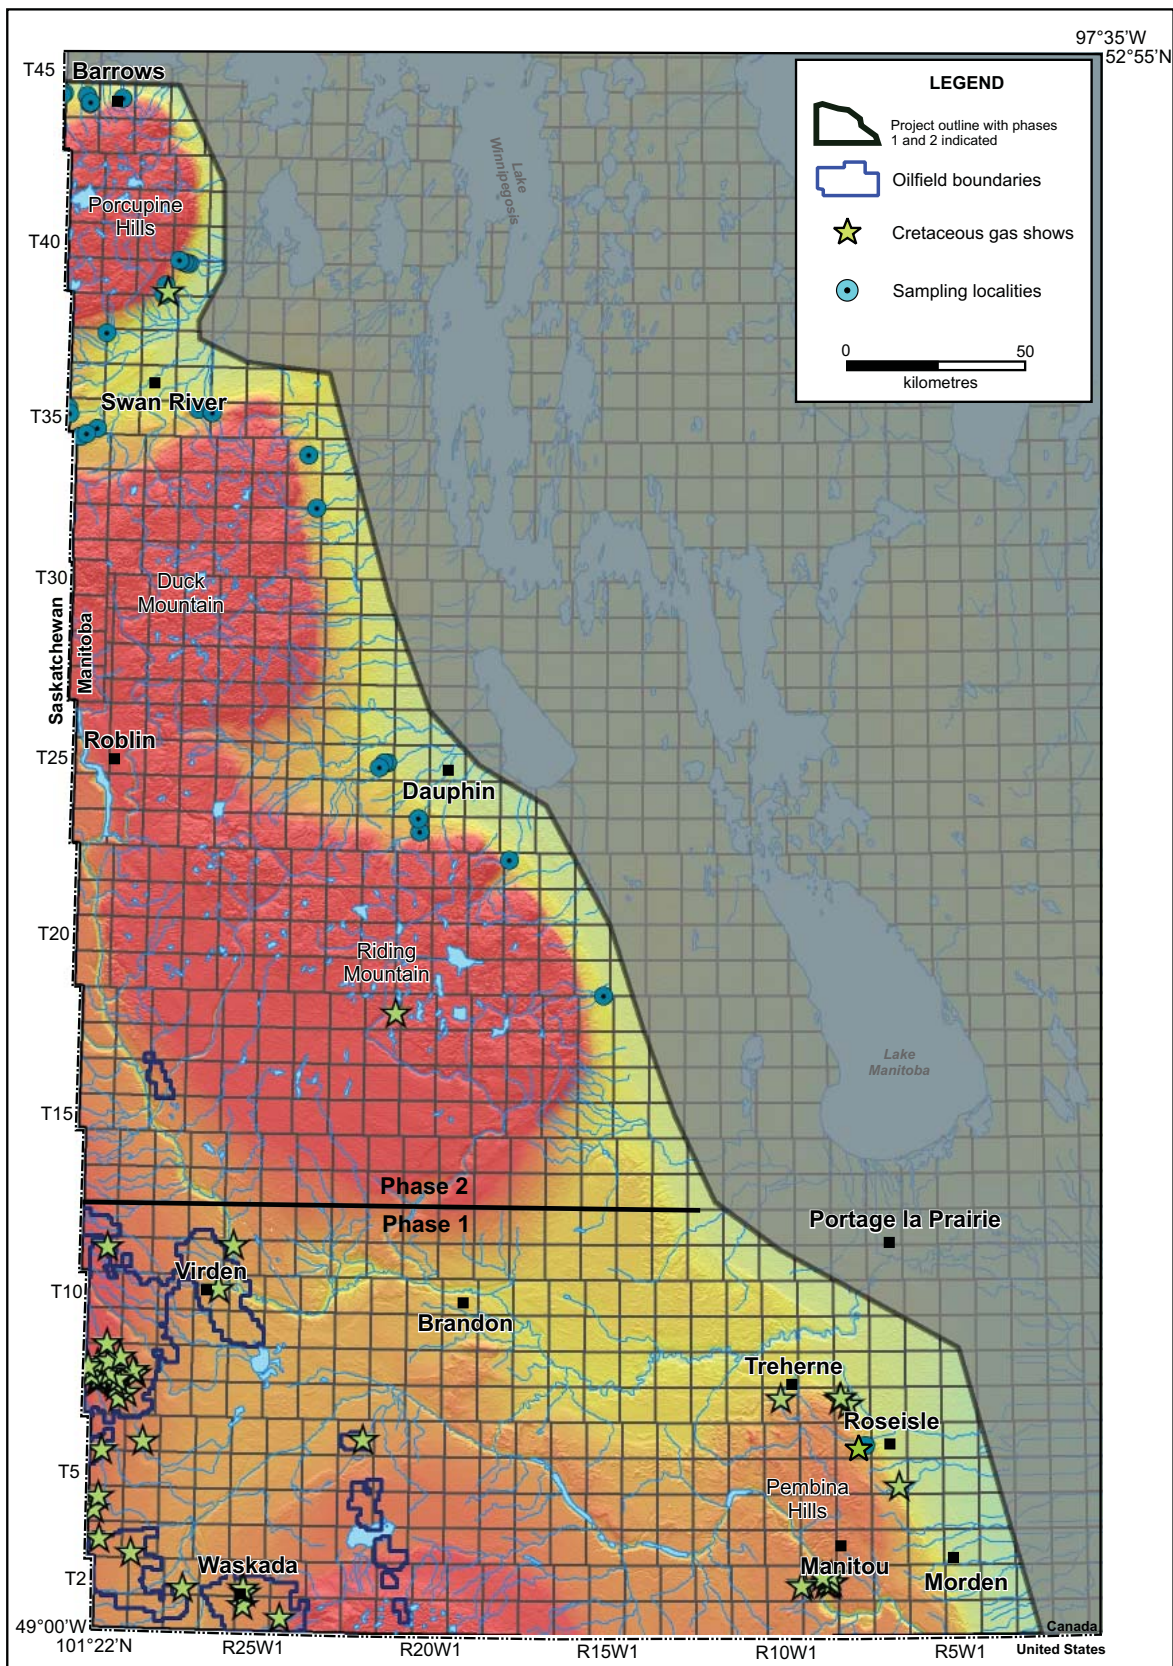 97°35'W
52°55'N
T45
Barrows
LEGEND
Project outline with phases
1 and 2 indicated
Oilfield boundaries
Cretaceous gas shows
Sampling localities
0
50
kilometres
Lake
Winnipegosis
Porcupine
Hills
T40
Swan River
T35
T30
Duck
Mountain
Saskatchewan
Manitoba
Roblin
T25
Dauphin
T20
Riding
Mountain
Lake
Manitoba
T15
Phase 2
Phase 1
Portage la Prairie
Virden
T10
Brandon
Treherne
Roseisle
T5
Pembina
Hills
Waskada
Manitou
Morden
T2
49°00'W
101°22'N
R25W1
R20W1
R15W1
R10W1
R5W1
Canada
United States